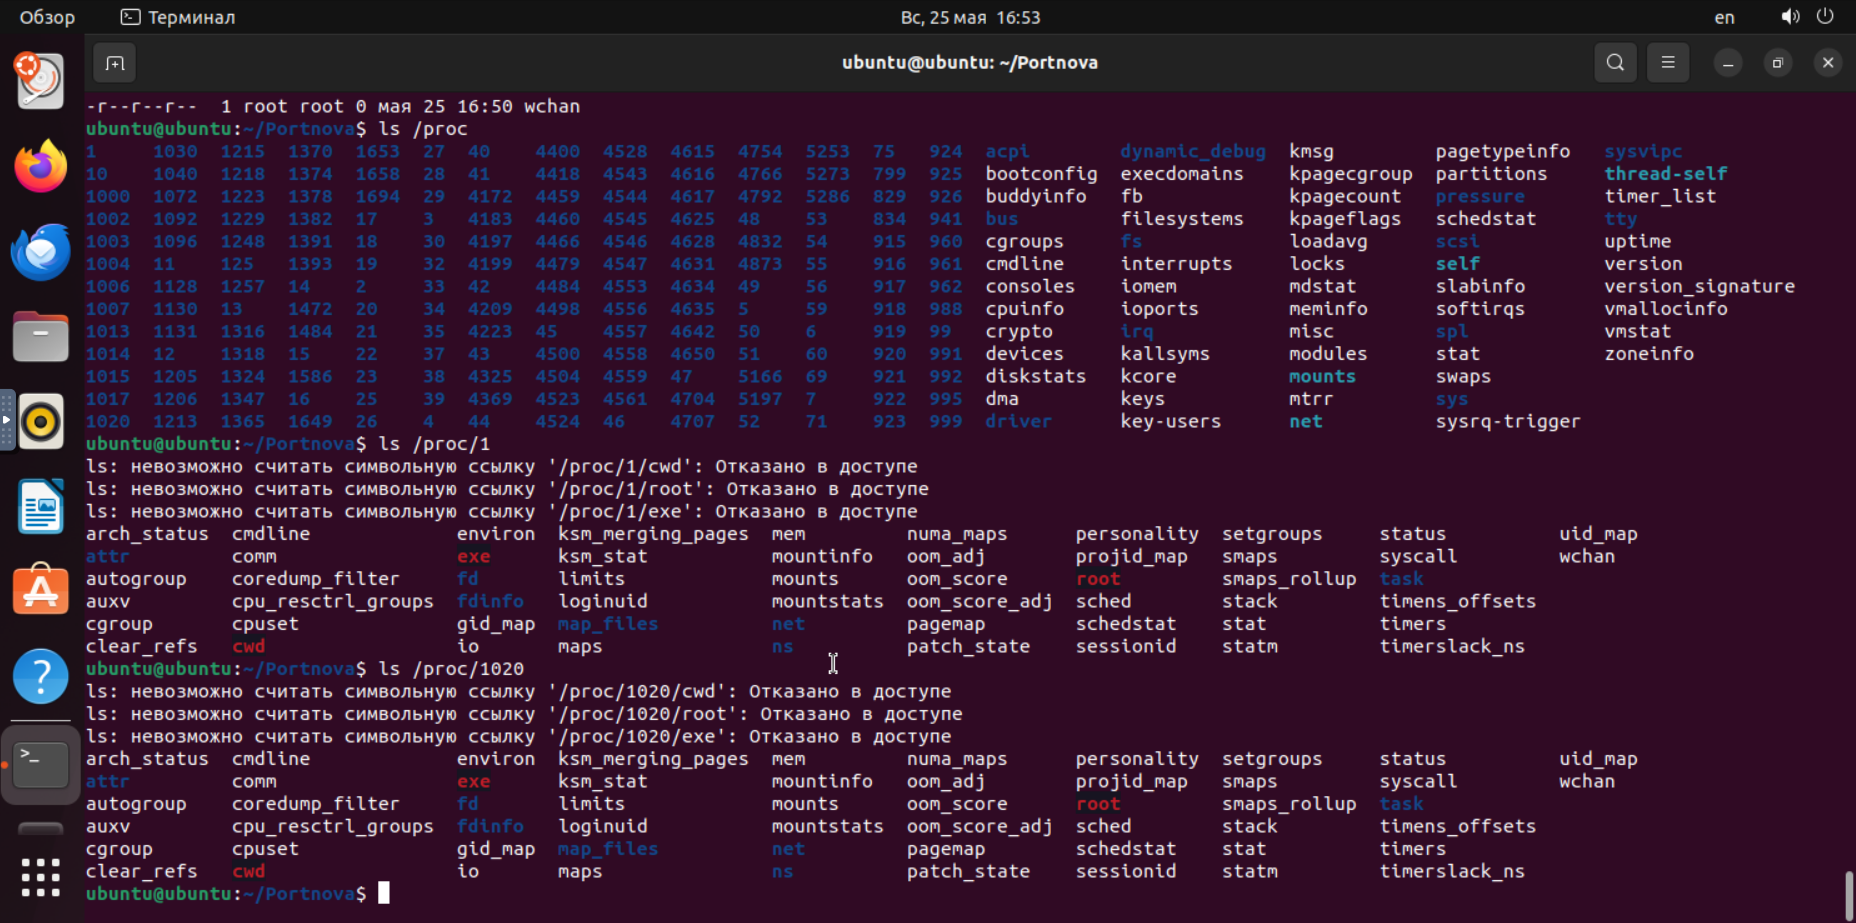 Обзор Терминал Вс, 25 мая 16:53 en
ubuntu@ubuntu: ~/Portnova
-r--r--r-- 1 root root 0 мая 25 16:50 wchan
ubuntu@ubuntu:~/Portnova$ ls /proc
1 1030 1215 1370 1653 27 40 4400 4528 4615 4754 5253 75 924 acpi dynamic_debug kmsg pagetypeinfo sysvipc
10 1040 1218 1374 1658 28 41 4418 4543 4616 4766 5273 799 925 bootconfig execdomains kpagecgroup partitions thread-self
1000 1072 1223 1378 1694 29 4172 4459 4544 4617 4792 5286 829 926 buddyinfo fb kpagecount pressure timer_list
1002 1092 1229 1382 17 3 4183 4460 4545 4625 48 53 834 941 bus filesystems kpageflags schedstat tty
1003 1096 1248 1391 18 30 4197 4466 4546 4628 4832 54 915 960 cgroups fs loadavg scsi uptime
1004 11 125 1393 19 32 4199 4479 4547 4631 4873 55 916 961 cmdline interrupts locks self version
1006 1128 1257 14 2 33 42 4484 4553 4634 49 56 917 962 consoles iomem mdstat slabinfo version_signature
1007 1130 13 1472 20 34 4209 4498 4556 4635 5 59 918 988 cpuinfo ioports meminfo softirqs vmallocinfo
1013 1131 1316 1484 21 35 4223 45 4557 4642 50 6 919 99 crypto irq misc spl vmstat
1014 12 1318 15 22 37 43 4500 4558 4650 51 60 920 991 devices kallsyms modules stat zoneinfo
1015 1205 1324 1586 23 38 4325 4504 4559 47 5166 69 921 992 diskstats kcore mounts swaps
1017 1206 1347 16 25 39 4369 4523 4561 4704 5197 7 922 995 dma keys mtrr sys
1020 1213 1365 1649 26 4 44 4524 46 4707 52 71 923 999 driver key-users net sysrq-trigger
ubuntu@ubuntu:~/Portnova$ ls /proc/1
ls: невозможно считать символьную ссылку '/proc/1/cwd': Отказано в доступе
ls: невозможно считать символьную ссылку '/proc/1/root': Отказано в доступе
ls: невозможно считать символьную ссылку '/proc/1/exe': Отказано в доступе
arch_status cmdline environ ksm_merging_pages mem numa_maps personality setgroups status uid_map
attr comm exe ksm_stat mountinfo oom_adj projid_map smaps syscall wchan
autogroup coredump_filter fd limits mounts oom_score root smaps_rollup task
auxv cpu_resctrl_groups fdinfo loginuid mountstats oom_score_adj sched stack timens_offsets
cgroup cpuset gid_map map_files net pagemap schedstat stat timers
clear_refs cwd io maps ns patch_state sessionid statm timerslack_ns
ubuntu@ubuntu:~/Portnova$ ls /proc/1020
ls: невозможно считать символьную ссылку '/proc/1020/cwd': Отказано в доступе
ls: невозможно считать символьную ссылку '/proc/1020/root': Отказано в доступе
ls: невозможно считать символьную ссылку '/proc/1020/exe': Отказано в доступе
arch_status cmdline environ ksm_merging_pages mem numa_maps personality setgroups status uid_map
attr comm exe ksm_stat mountinfo oom_adj projid_map smaps syscall wchan
autogroup coredump_filter fd limits mounts oom_score root smaps_rollup task
auxv cpu_resctrl_groups fdinfo loginuid mountstats oom_score_adj sched stack timens_offsets
cgroup cpuset gid_map map_files net pagemap schedstat stat timers
clear_refs cwd io maps ns patch_state sessionid statm timerslack_ns
ubuntu@ubuntu:~/Portnova$